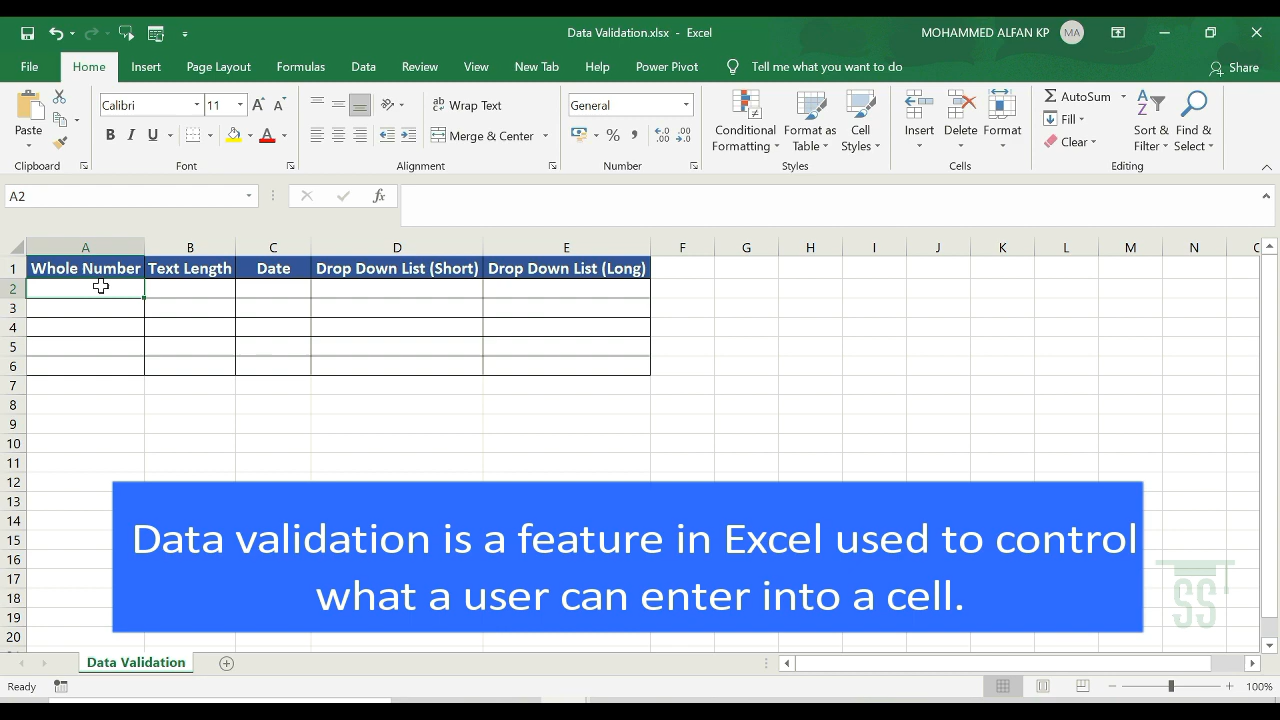 Data Validation.xlsx - Excel
MOHAMMED ALFAN KP MA
File Home Insert Page Layout Formulas Data Review View New Tab Help Power Pivot Tell me what you want to do Share
Paste
Clipboard
Calibri 11 A A
B I U A
Font
ab Wrap Text
Merge & Center
Alignment
General
% , .00 .00
Number
Conditional Formatting
Format as Table
Cell Styles
Styles
Insert Delete Format
Cells
AutoSum
Fill
Clear
Sort & Filter
Find & Select
Editing
A2 fx
A B C D E F G H I J K L M N
1 Whole Number Text Length Date Drop Down List (Short) Drop Down List (Long)
2
3
4
5
6
7
8
9
10
11
12
13
14
15
16
17
18
19
20
Data validation is a feature in Excel used to control
what a user can enter into a cell.
SS
Data Validation
Ready 100%